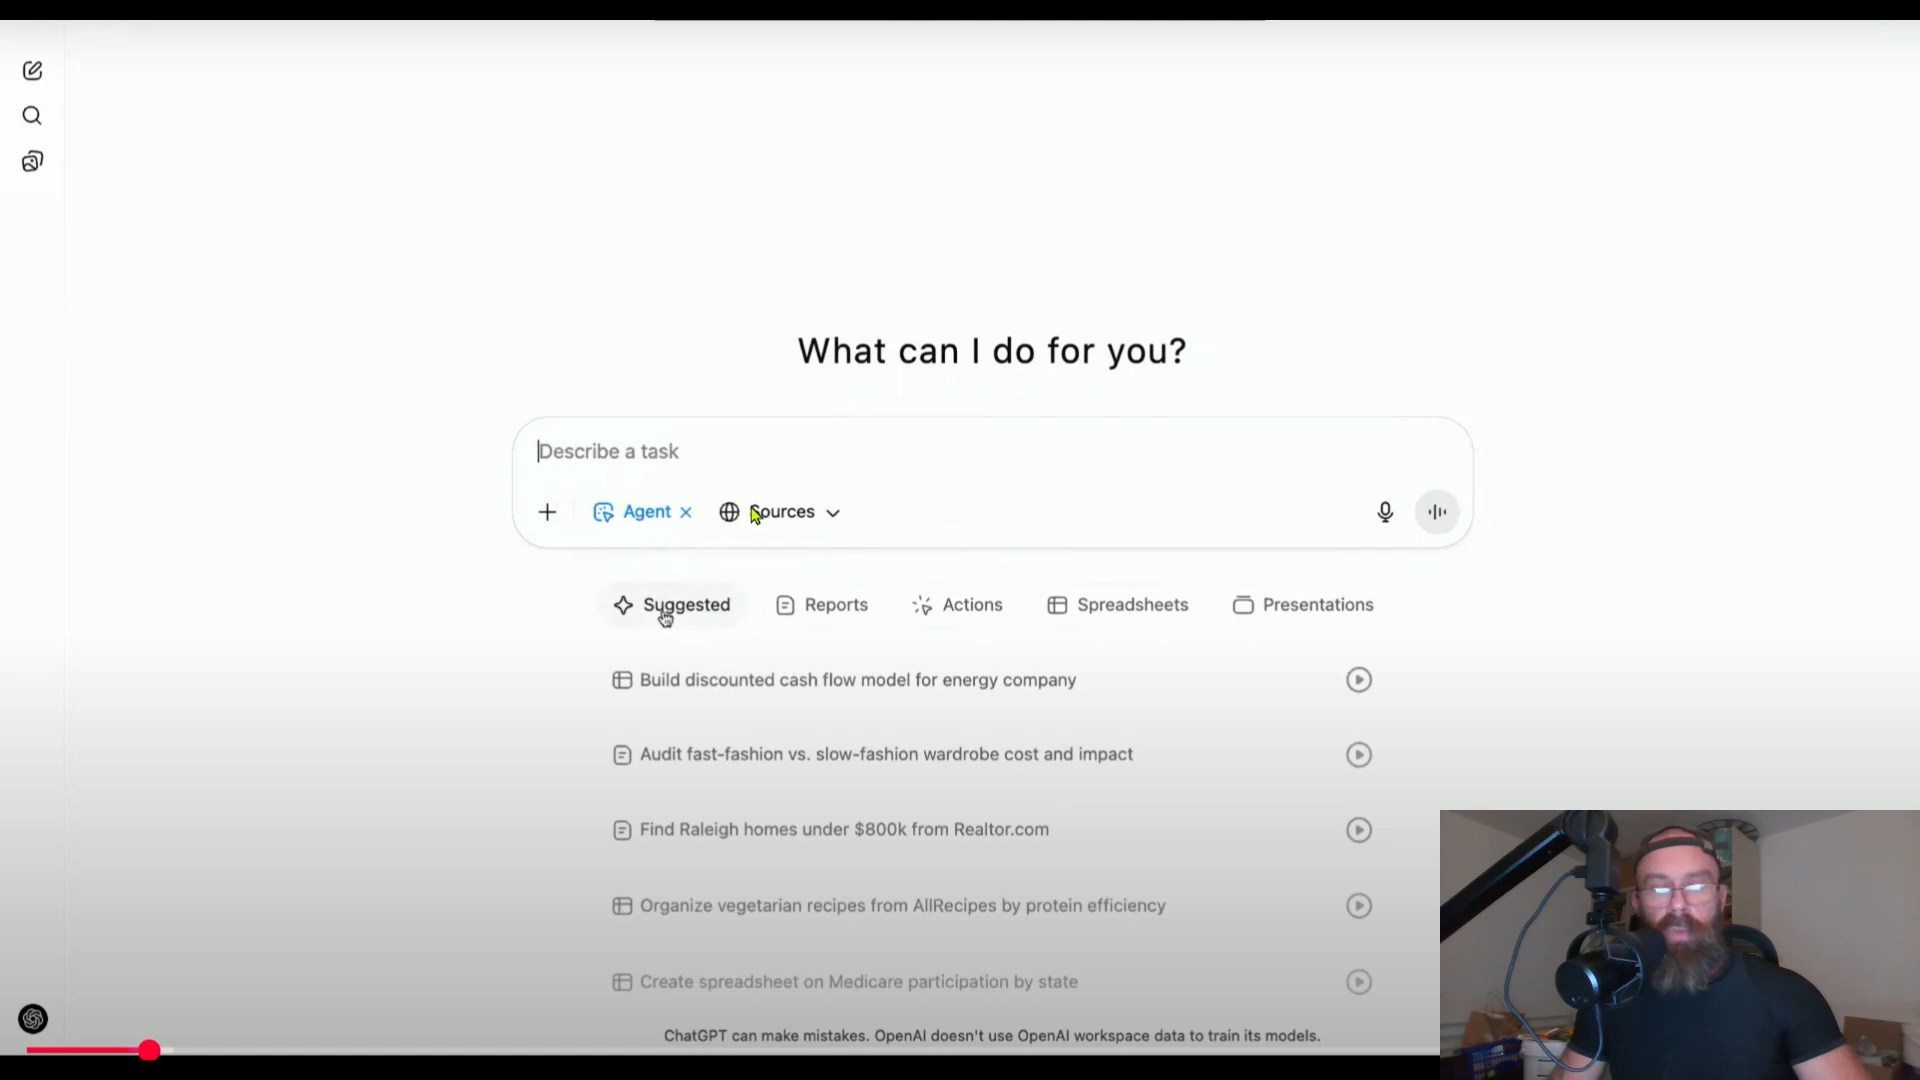 What can I do for you?
Describe a task
Agent
Sources
Suggested
Reports
Actions
Spreadsheets
Presentations
Build discounted cash flow model for energy company
Audit fast-fashion vs. slow-fashion wardrobe cost and impact
Find Raleigh homes under $800k from Realtor.com
Organize vegetarian recipes from AllRecipes by protein efficiency
Create spreadsheet on Medicare participation by state
ChatGPT can make mistakes. OpenAI doesn't use OpenAI workspace data to train its models.